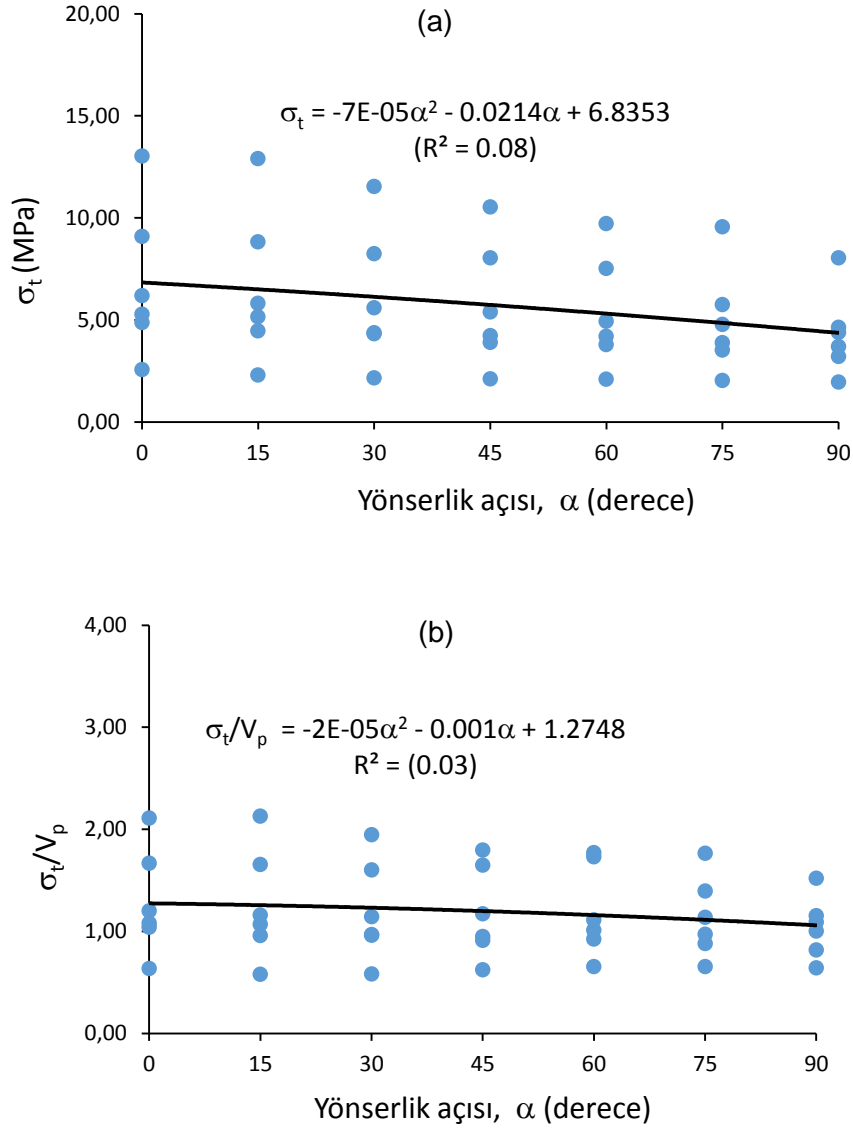 (a)
20,00
15,00
10,00
5,00
0,00
σt (MPa)
σt = -7E-05α² - 0.0214α + 6.8353
(R² = 0.08)
0 15 30 45 60 75 90
Yönserlik açısı, α (derece)
(b)
4,00
3,00
2,00
1,00
0,00
σt/Vp
σt/Vp = -2E-05α² - 0.001α + 1.2748
R² = (0.03)
0 15 30 45 60 75 90
Yönserlik açısı, α (derece)